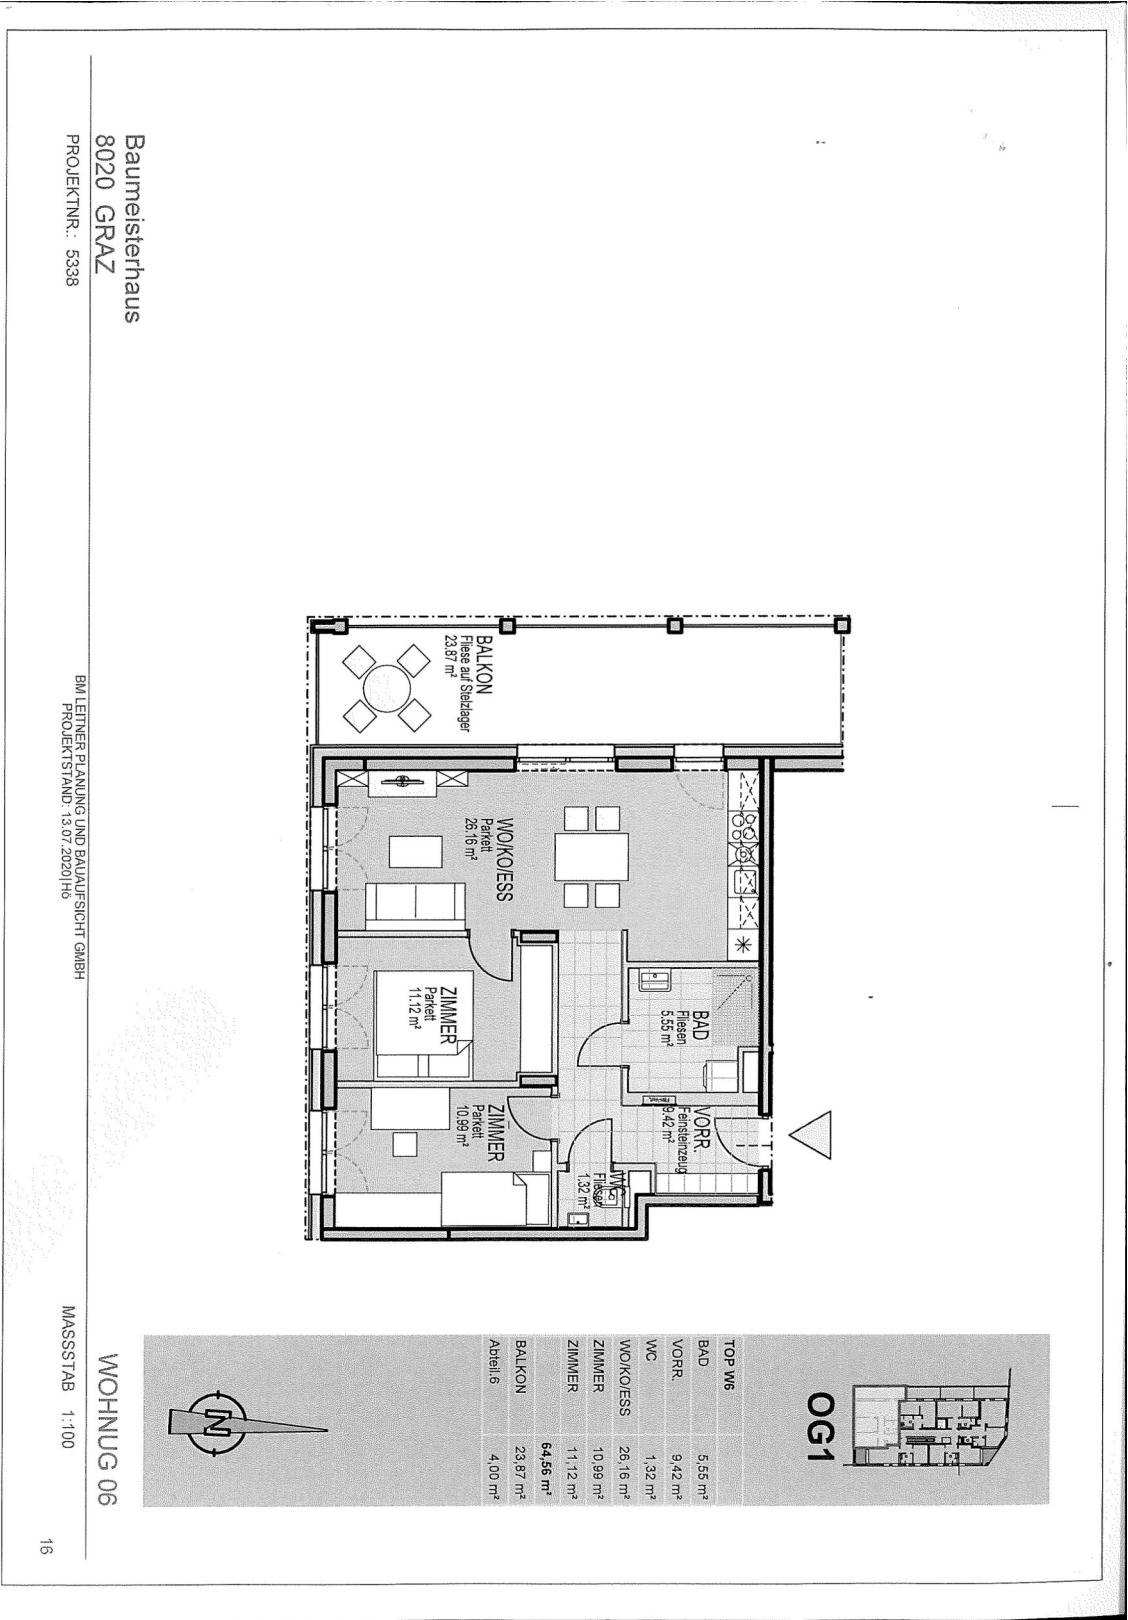 Baumeisterhaus
8020 GRAZ
PROJEKTNR.: 5338
BALKON
Fliese auf Stelzlager
23.87 m²
WO/KO/ESS
Parkett
26.16 m²
ZIMMER
Parkett
11.12 m²
ZIMMER
Parkett
10.99 m²
BAD
Fliesen
5.55 m²
VORR.
Feinsteinzeug
9.42 m²
WC
Fliesen
1.32 m²
OG1
TOP W6
BAD 5,55 m²
VORR. 9,42 m²
WC 1,32 m²
WO/KO/ESS 26,16 m²
ZIMMER 10,99 m²
ZIMMER 11,12 m²
64,56 m²
BALKON 23,87 m²
Abteil.6 4,00 m²
N
BM LEITNER PLANUNG UND BAUAUFSICHT GMBH
PROJEKTSTAND: 13.07.2020|Hö
WOHNUG 06
MASSSTAB 1:100
16